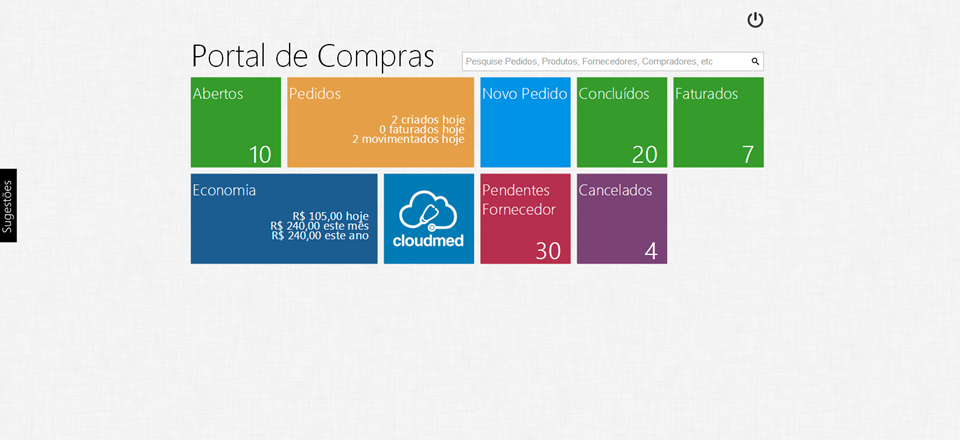 Portal de Compras
Pesquise Pedidos, Produtos, Fornecedores, Compradores, etc
Abertos
10
Pedidos
2 criados hoje
0 faturados hoje
2 movimentados hoje
Novo Pedido
Concluídos
20
Faturados
7
Economia
R$ 105,00 hoje
R$ 240,00 este mês
R$ 240,00 este ano
cloudmed
Pendentes
Fornecedor
30
Cancelados
4
Sugestões